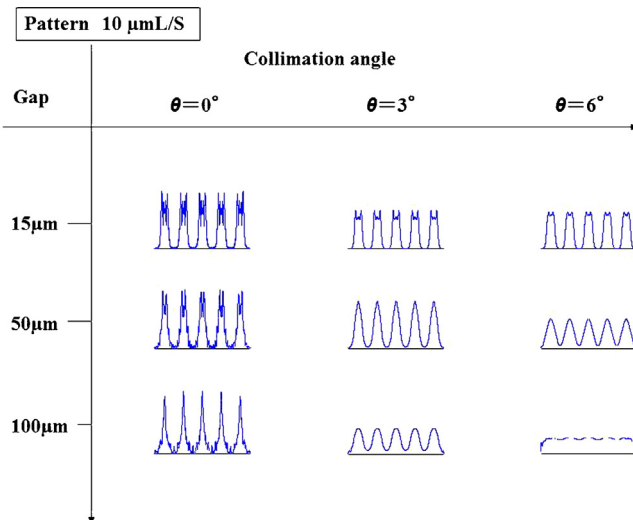 Pattern 10 μmL/S
Collimation angle
Gap
θ=0°
θ=3°
θ=6°
15μm
50μm
100μm